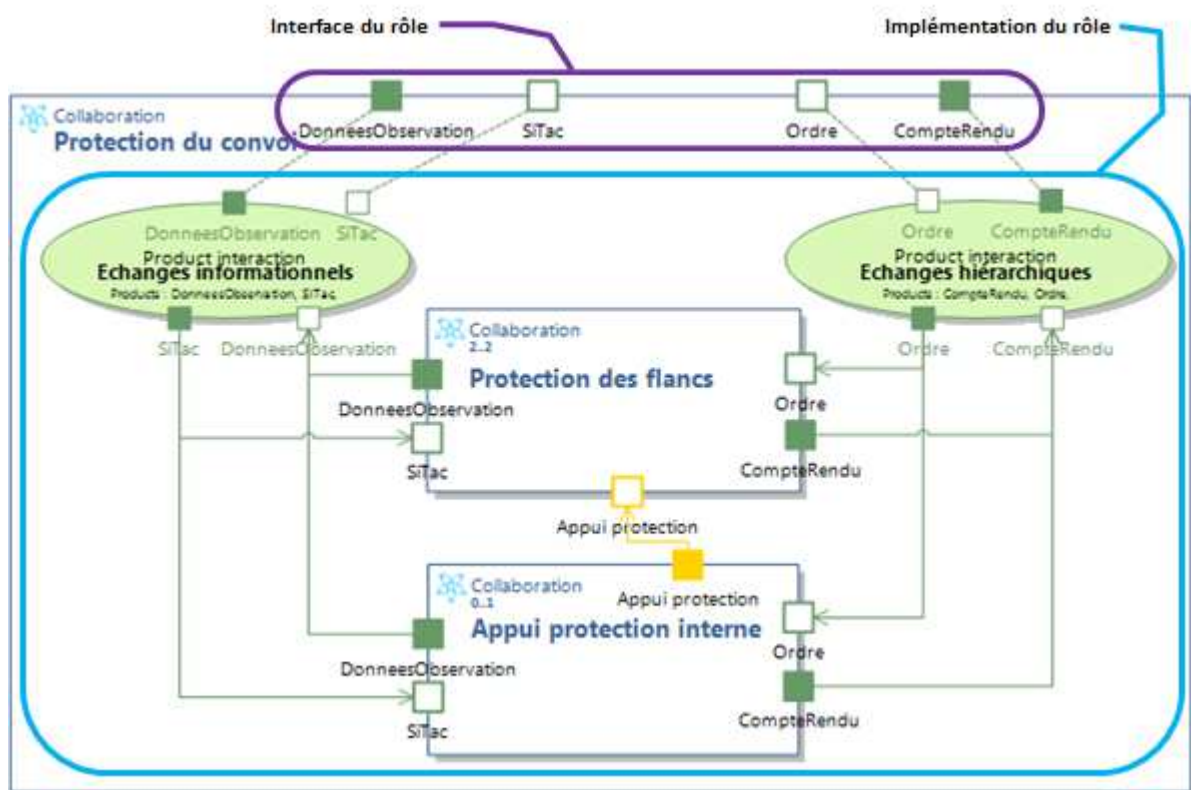 Interface du rôle
Implémentation du rôle
Collaboration
Protection du convoi
DonneesObservation
SiTac
Ordre
CompteRendu
DonneesObservation
SiTac
Product interaction
Echanges informationnels
Products : DonneesObservation, SiTac,
SiTac
DonneesObservation
Ordre
CompteRendu
Product interaction
Echanges hiérarchiques
Products : CompteRendu, Ordre,
Ordre
CompteRendu
Collaboration
2..2
Protection des flancs
DonneesObservation
SiTac
Ordre
CompteRendu
Appui protection
Collaboration
0..1
Appui protection
Appui protection interne
DonneesObservation
SiTac
Ordre
CompteRendu